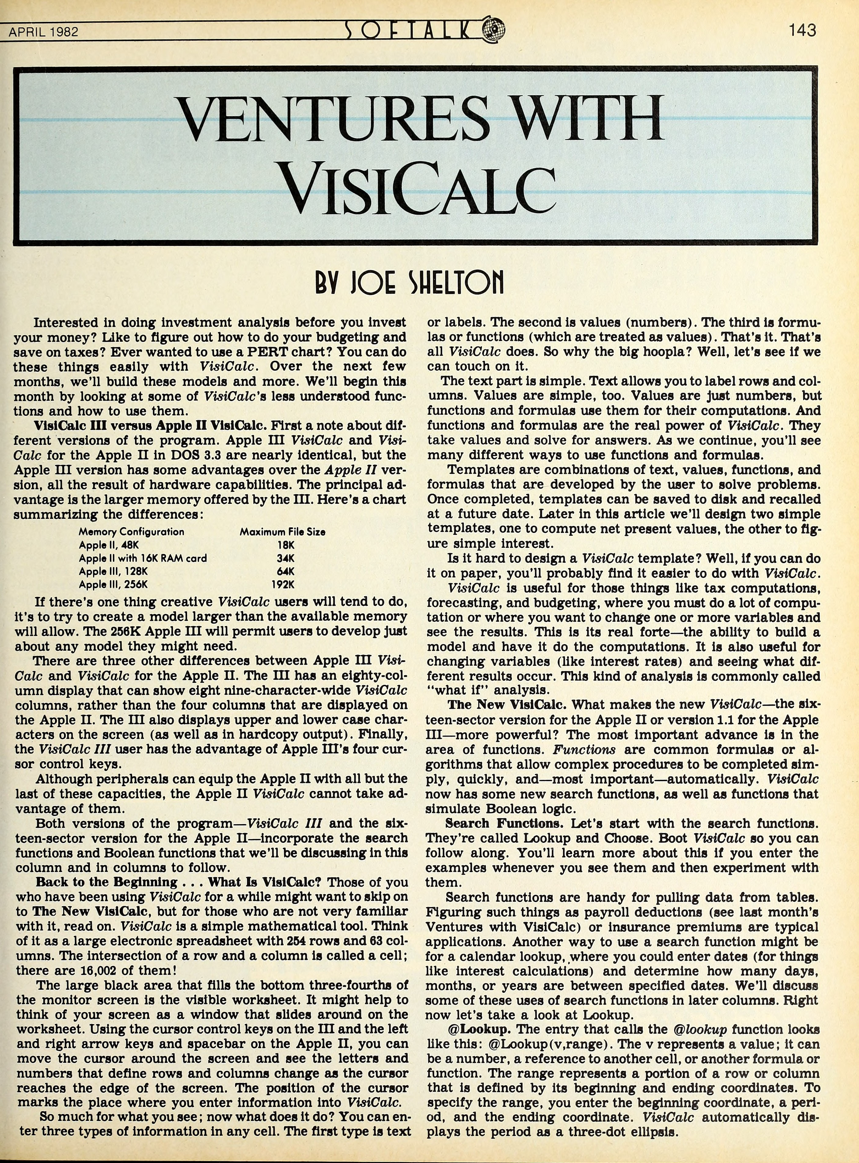 APRIL 1982
SOFTALK
143
VENTURES WITH
VISICALC
BY JOE SHELTON
Interested in doing investment analysis before you invest
your money? Like to figure out how to do your budgeting and
save on taxes? Ever wanted to use a PERT chart? You can do
these things easily with VisiCalc. Over the next few
months, we'll build these models and more. We'll begin this
month by looking at some of VisiCalc's less understood func-
tions and how to use them.
VisiCalc III versus Apple II VisiCalc. First a note about dif-
ferent versions of the program. Apple III VisiCalc and Visi-
Calc for the Apple II in DOS 3.3 are nearly identical, but the
Apple III version has some advantages over the Apple II ver-
sion, all the result of hardware capabilities. The principal ad-
vantage is the larger memory offered by the III. Here's a chart
summarizing the differences:
Memory Configuration Maximum File Size
Apple II, 48K 18K
Apple II with 16K RAM card 34K
Apple III, 128K 64K
Apple III, 256K 192K
If there's one thing creative VisiCalc users will tend to do,
it's to try to create a model larger than the available memory
will allow. The 256K Apple III will permit users to develop just
about any model they might need.
There are three other differences between Apple III Visi-
Calc and VisiCalc for the Apple II. The III has an eighty-col-
umn display that can show eight nine-character-wide VisiCalc
columns, rather than the four columns that are displayed on
the Apple II. The III also displays upper and lower case char-
acters on the screen (as well as in hardcopy output). Finally,
the VisiCalc III user has the advantage of Apple III's four cur-
sor control keys.
Although peripherals can equip the Apple II with all but the
last of these capacities, the Apple II VisiCalc cannot take ad-
vantage of them.
Both versions of the program—VisiCalc III and the six-
teen-sector version for the Apple II—incorporate the search
functions and Boolean functions that we'll be discussing in this
column and in columns to follow.
Back to the Beginning . . . What Is VisiCalc? Those of you
who have been using VisiCalc for a while might want to skip on
to The New VisiCalc, but for those who are not very familiar
with it, read on. VisiCalc is a simple mathematical tool. Think
of it as a large electronic spreadsheet with 254 rows and 63 col-
umns. The intersection of a row and a column is called a cell;
there are 16,002 of them!
The large black area that fills the bottom three-fourths of
the monitor screen is the visible worksheet. It might help to
think of your screen as a window that slides around on the
worksheet. Using the cursor control keys on the III and the left
and right arrow keys and spacebar on the Apple II, you can
move the cursor around the screen and see the letters and
numbers that define rows and columns change as the cursor
reaches the edge of the screen. The position of the cursor
marks the place where you enter information into VisiCalc.
So much for what you see; now what does it do? You can en-
ter three types of information in any cell. The first type is text
or labels. The second is values (numbers). The third is formu-
las or functions (which are treated as values). That's it. That's
all VisiCalc does. So why the big hoopla? Well, let's see if we
can touch on it.
The text part is simple. Text allows you to label rows and col-
umns. Values are simple, too. Values are just numbers, but
functions and formulas use them for their computations. And
functions and formulas are the real power of VisiCalc. They
take values and solve for answers. As we continue, you'll see
many different ways to use functions and formulas.
Templates are combinations of text, values, functions, and
formulas that are developed by the user to solve problems.
Once completed, templates can be saved to disk and recalled
at a future date. Later in this article we'll design two simple
templates, one to compute net present values, the other to fig-
ure simple interest.
Is it hard to design a VisiCalc template? Well, if you can do
it on paper, you'll probably find it easier to do with VisiCalc.
VisiCalc is useful for those things like tax computations,
forecasting, and budgeting, where you must do a lot of compu-
tation or where you want to change one or more variables and
see the results. This is its real forte—the ability to build a
model and have it do the computations. It is also useful for
changing variables (like interest rates) and seeing what dif-
ferent results occur. This kind of analysis is commonly called
"what if" analysis.
The New VisiCalc. What makes the new VisiCalc—the six-
teen-sector version for the Apple II or version 1.1 for the Apple
III—more powerful? The most important advance is in the
area of functions. Functions are common formulas or al-
gorithms that allow complex procedures to be completed sim-
ply, quickly, and—most important—automatically. VisiCalc
now has some new search functions, as well as functions that
simulate Boolean logic.
Search Functions. Let's start with the search functions.
They're called Lookup and Choose. Boot VisiCalc so you can
follow along. You'll learn more about this if you enter the
examples whenever you see them and then experiment with
them.
Search functions are handy for pulling data from tables.
Figuring such things as payroll deductions (see last month's
Ventures with VisiCalc) or insurance premiums are typical
applications. Another way to use a search function might be
for a calendar lookup, where you could enter dates (for things
like interest calculations) and determine how many days,
months, or years are between specified dates. We'll discuss
some of these uses of search functions in later columns. Right
now let's take a look at Lookup.
@Lookup. The entry that calls the @lookup function looks
like this: @Lookup(v,range). The v represents a value; it can
be a number, a reference to another cell, or another formula or
function. The range represents a portion of a row or column
that is defined by its beginning and ending coordinates. To
specify the range, you enter the beginning coordinate, a peri-
od, and the ending coordinate. VisiCalc automatically dis-
plays the period as a three-dot ellipsis.